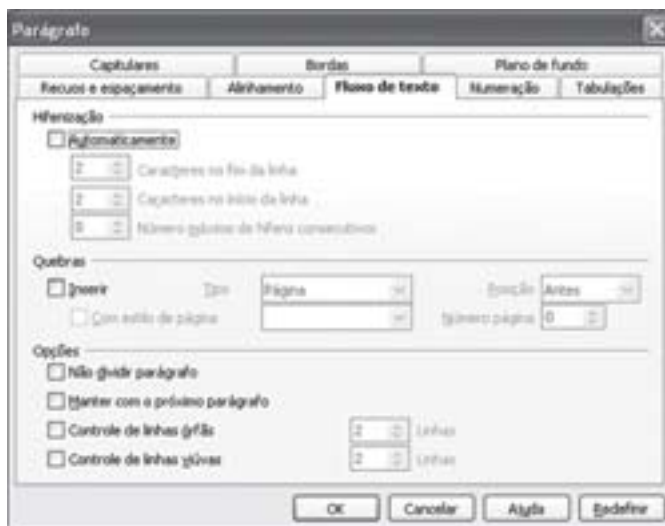 Parágrafo
Capitulares Bordas Plano de fundo
Recuos e espaçamento Alinhamento Fluxo de texto Numeração Tabulações
Hifenização
Automaticamente
2 Caracteres no fim da linha
2 Caracteres no início da linha
0 Número máximo de hifens consecutivos
Quebras
Inserir Tipo Página Posição Antes
Com estilo de página Número página 0
Opções
Não dividir parágrafo
Manter com o próximo parágrafo
Controle de linhas órfãs 2 Linhas
Controle de linhas viúvas 2 Linhas
OK Cancelar Ajuda Redefinir